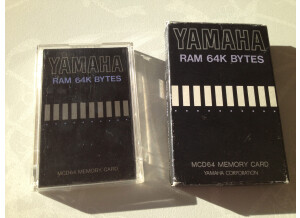 YAMAHA
RAM 64K BYTES
MCD64 MEMORY CARD
YAMAHA
RAM 64K BYTES
MCD64 MEMORY CARD
YAMAHA CORPORATION